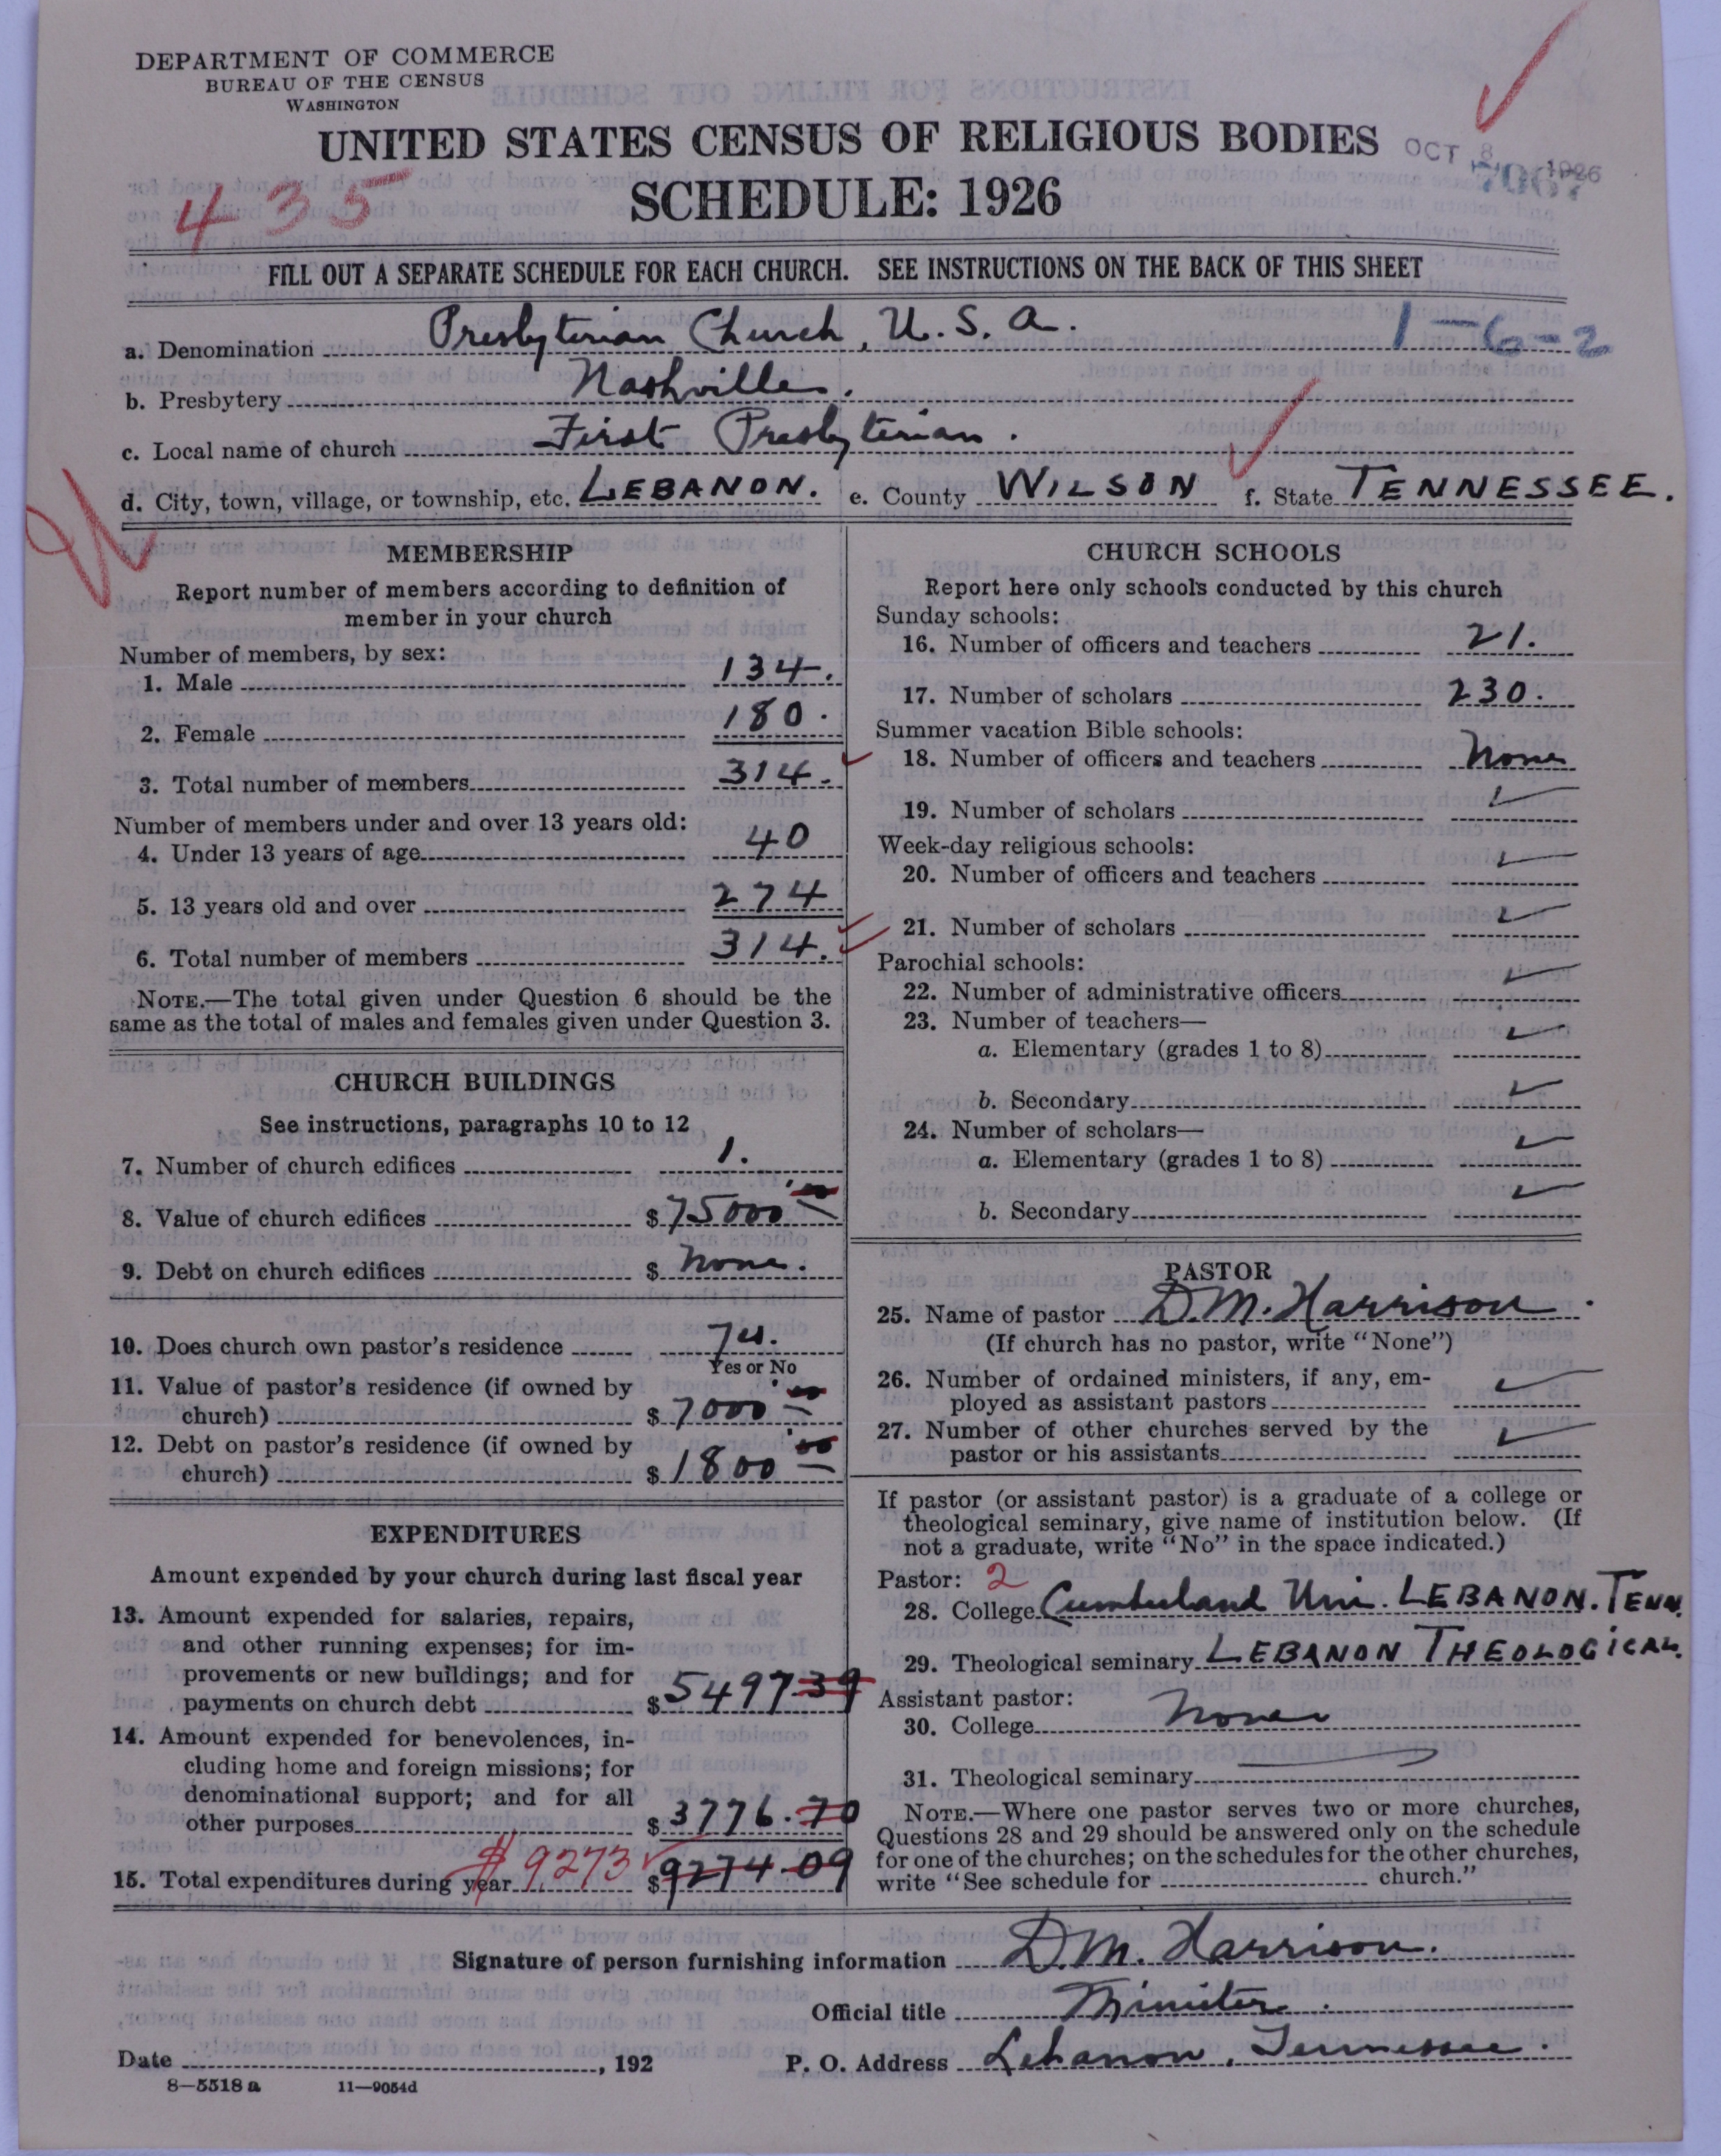 DEPARTMENT OF COMMERCE
BUREAU OF THE CENSUS
WASHINGTON
UNITED STATES CENSUS OF RELIGIOUS BODIES
OCT 8 1926
435
SCHEDULE: 1926
FILL OUT A SEPARATE SCHEDULE FOR EACH CHURCH. SEE INSTRUCTIONS ON THE BACK OF THIS SHEET
a. Denomination Presbyterian Church, U. S. A. 1-6-2
b. Presbytery Nashville.
c. Local name of church First Presbyterian.
d. City, town, village, or township, etc. LEBANON. e. County WILSON f. State TENNESSEE.
MEMBERSHIP
Report number of members according to definition of
member in your church
Number of members, by sex:
1. Male 134.
2. Female 180.
3. Total number of members 314.
Number of members under and over 13 years old:
4. Under 13 years of age 40
5. 13 years old and over 274
6. Total number of members 314.
NOTE.—The total given under Question 6 should be the
same as the total of males and females given under Question 3.
CHURCH BUILDINGS
See instructions, paragraphs 10 to 12
7. Number of church edifices 1.
8. Value of church edifices $75000.00
9. Debt on church edifices $ None.
10. Does church own pastor's residence Yes.
Yes or No
11. Value of pastor's residence (if owned by
church) $7000.00
12. Debt on pastor's residence (if owned by
church) $1800.00
EXPENDITURES
Amount expended by your church during last fiscal year
13. Amount expended for salaries, repairs,
and other running expenses; for im-
provements or new buildings; and for
payments on church debt $5497 39
14. Amount expended for benevolences, in-
cluding home and foreign missions; for
denominational support; and for all
other purposes $3776.70
15. Total expenditures during year $9273 $9274.09
CHURCH SCHOOLS
Report here only schools conducted by this church
Sunday schools:
16. Number of officers and teachers 21.
17. Number of scholars 230.
Summer vacation Bible schools:
18. Number of officers and teachers None
19. Number of scholars
Week-day religious schools:
20. Number of officers and teachers
21. Number of scholars
Parochial schools:
22. Number of administrative officers
23. Number of teachers—
a. Elementary (grades 1 to 8)
b. Secondary
24. Number of scholars—
a. Elementary (grades 1 to 8)
b. Secondary
PASTOR
25. Name of pastor D. M. Harrison.
(If church has no pastor, write "None")
26. Number of ordained ministers, if any, em-
ployed as assistant pastors
27. Number of other churches served by the
pastor or his assistants
If pastor (or assistant pastor) is a graduate of a college or
theological seminary, give name of institution below. (If
not a graduate, write "No" in the space indicated.)
Pastor: 2
28. College Cumberland Uni. LEBANON. TENN.
29. Theological seminary LEBANON THEOLOGICAL
Assistant pastor:
30. College None
31. Theological seminary
NOTE.—Where one pastor serves two or more churches,
Questions 28 and 29 should be answered only on the schedule
for one of the churches; on the schedules for the other churches,
write "See schedule for church."
Signature of person furnishing information D. M. Harrison.
Official title Minister.
Date , 192 P. O. Address Lebanon, Tennessee.
8—5518 a 11—9054d